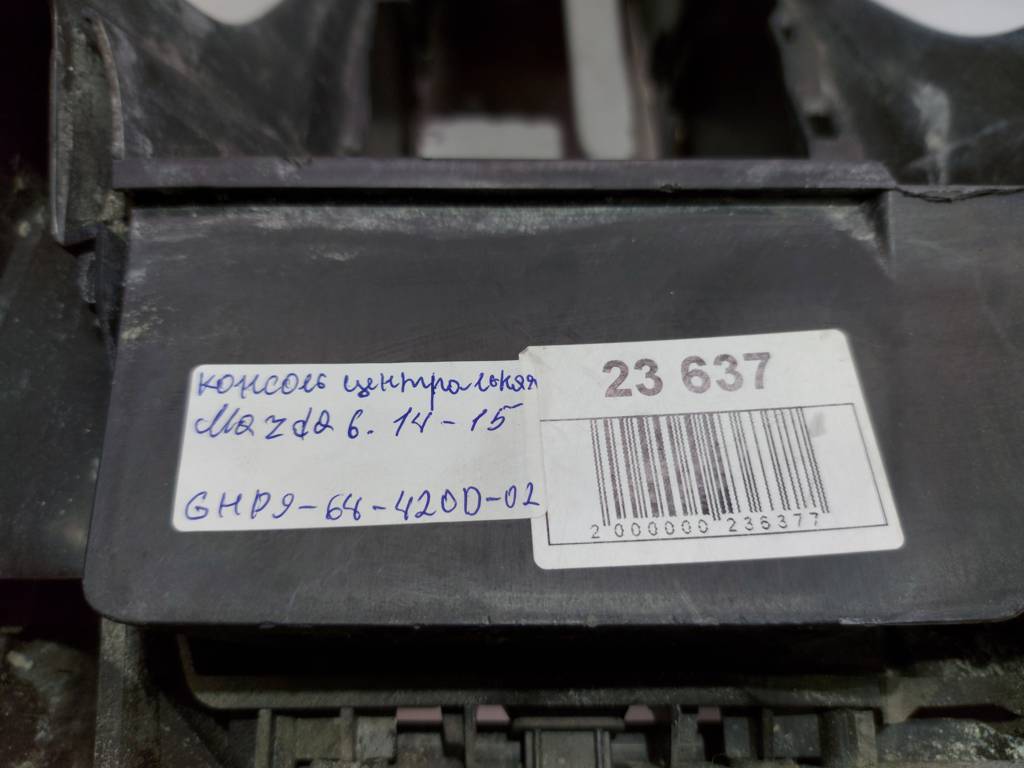 консоль центральная
Mazda 6. 14-15
GHP9-64-420D-02
23 637
2 000000 236377